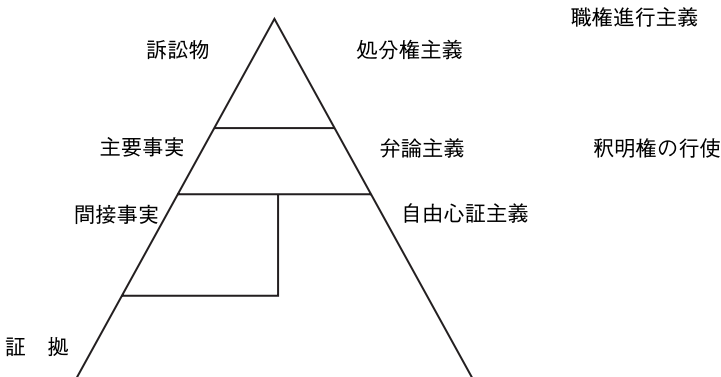 職権進行主義
訴訟物　処分権主義
主要事実　弁論主義　釈明権の行使
間接事実　自由心証主義
証　拠